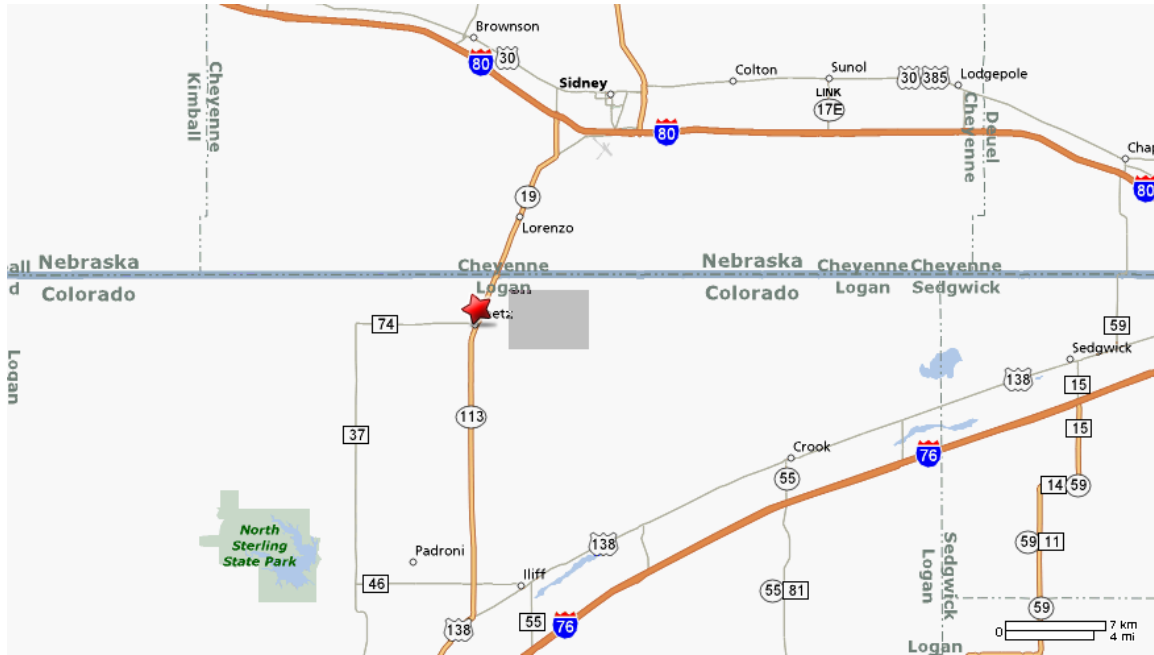 Brownson
30
80
Cheyenne
Kimball
Sidney
Colton
Sunol
30
385
Lodgepole
LINK
17E
80
Cheyenne
Deuel
Chap
80
19
Lorenzo
Nebraska
Cheyenne
Nebraska
Cheyenne
Cheyenne
Colorado
Logan
Colorado
Logan
Sedgwick
all
d
74
59
Sedgwick
Logan
138
15
113
15
37
Crook
76
55
14
59
North
Sterling
State Park
138
Padroni
59
11
Sedgwick
Logan
46
Iliff
55
81
59
138
55
76
0
7 km
4 mi
Logan